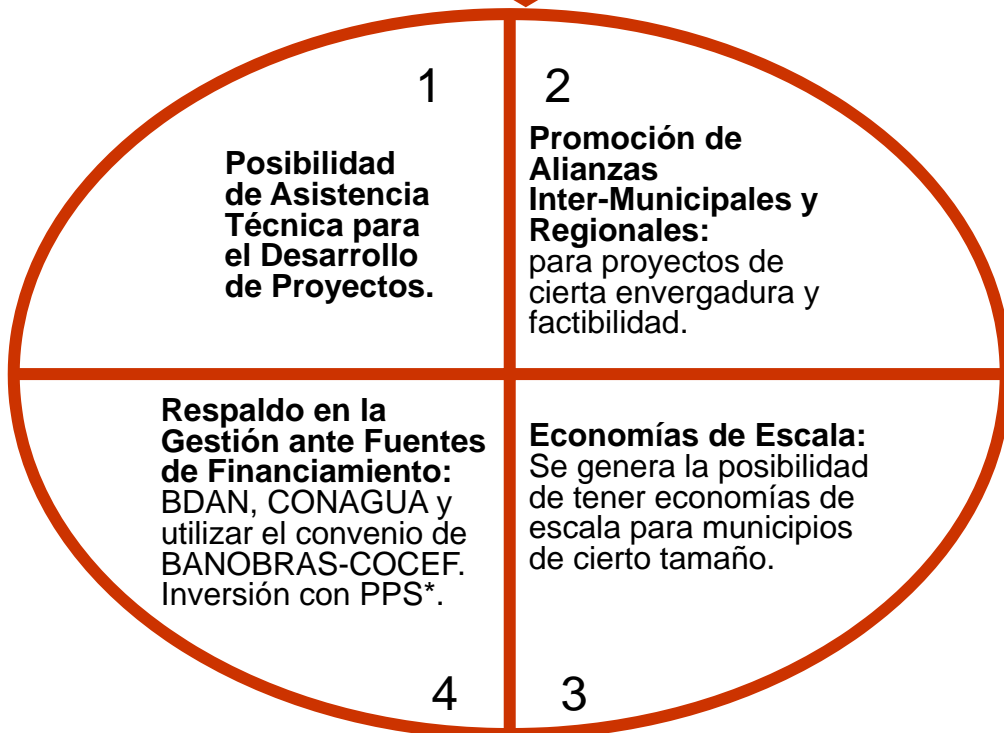 1
Posibilidad
de Asistencia
Técnica para
el Desarrollo
de Proyectos.
2
Promoción de
Alianzas
Inter-Municipales y
Regionales:
para proyectos de
cierta envergadura y
factibilidad.
Economías de Escala:
Se genera la posibilidad
de tener economías de
escala para municipios
de cierto tamaño.
3
Respaldo en la
Gestión ante Fuentes
de Financiamiento:
BDAN, CONAGUA y
utilizar el convenio de
BANOBRAS-COCEF.
Inversión con PPS*.
4